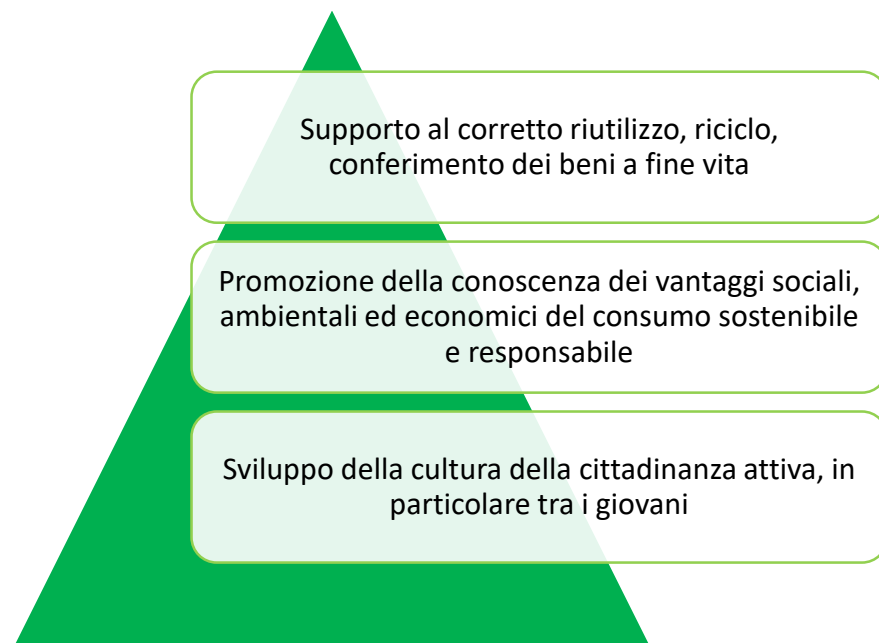 Supporto al corretto riutilizzo, riciclo,
conferimento dei beni a fine vita
Promozione della conoscenza dei vantaggi sociali,
ambientali ed economici del consumo sostenibile
e responsabile
Sviluppo della cultura della cittadinanza attiva, in
particolare tra i giovani